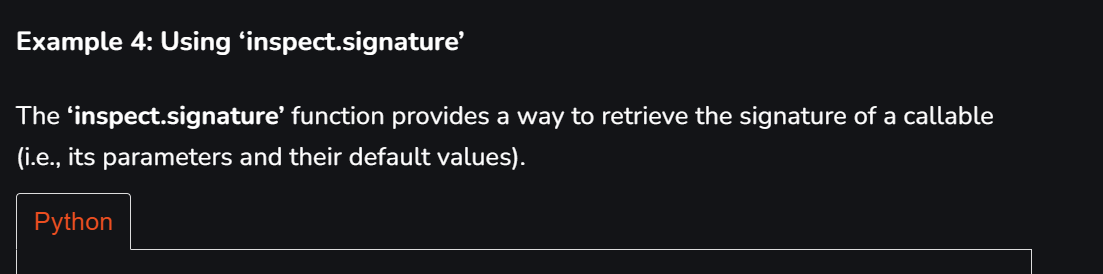 Example 4: Using ‘inspect.signature’
The ‘inspect.signature’ function provides a way to retrieve the signature of a callable
(i.e., its parameters and their default values).
Python